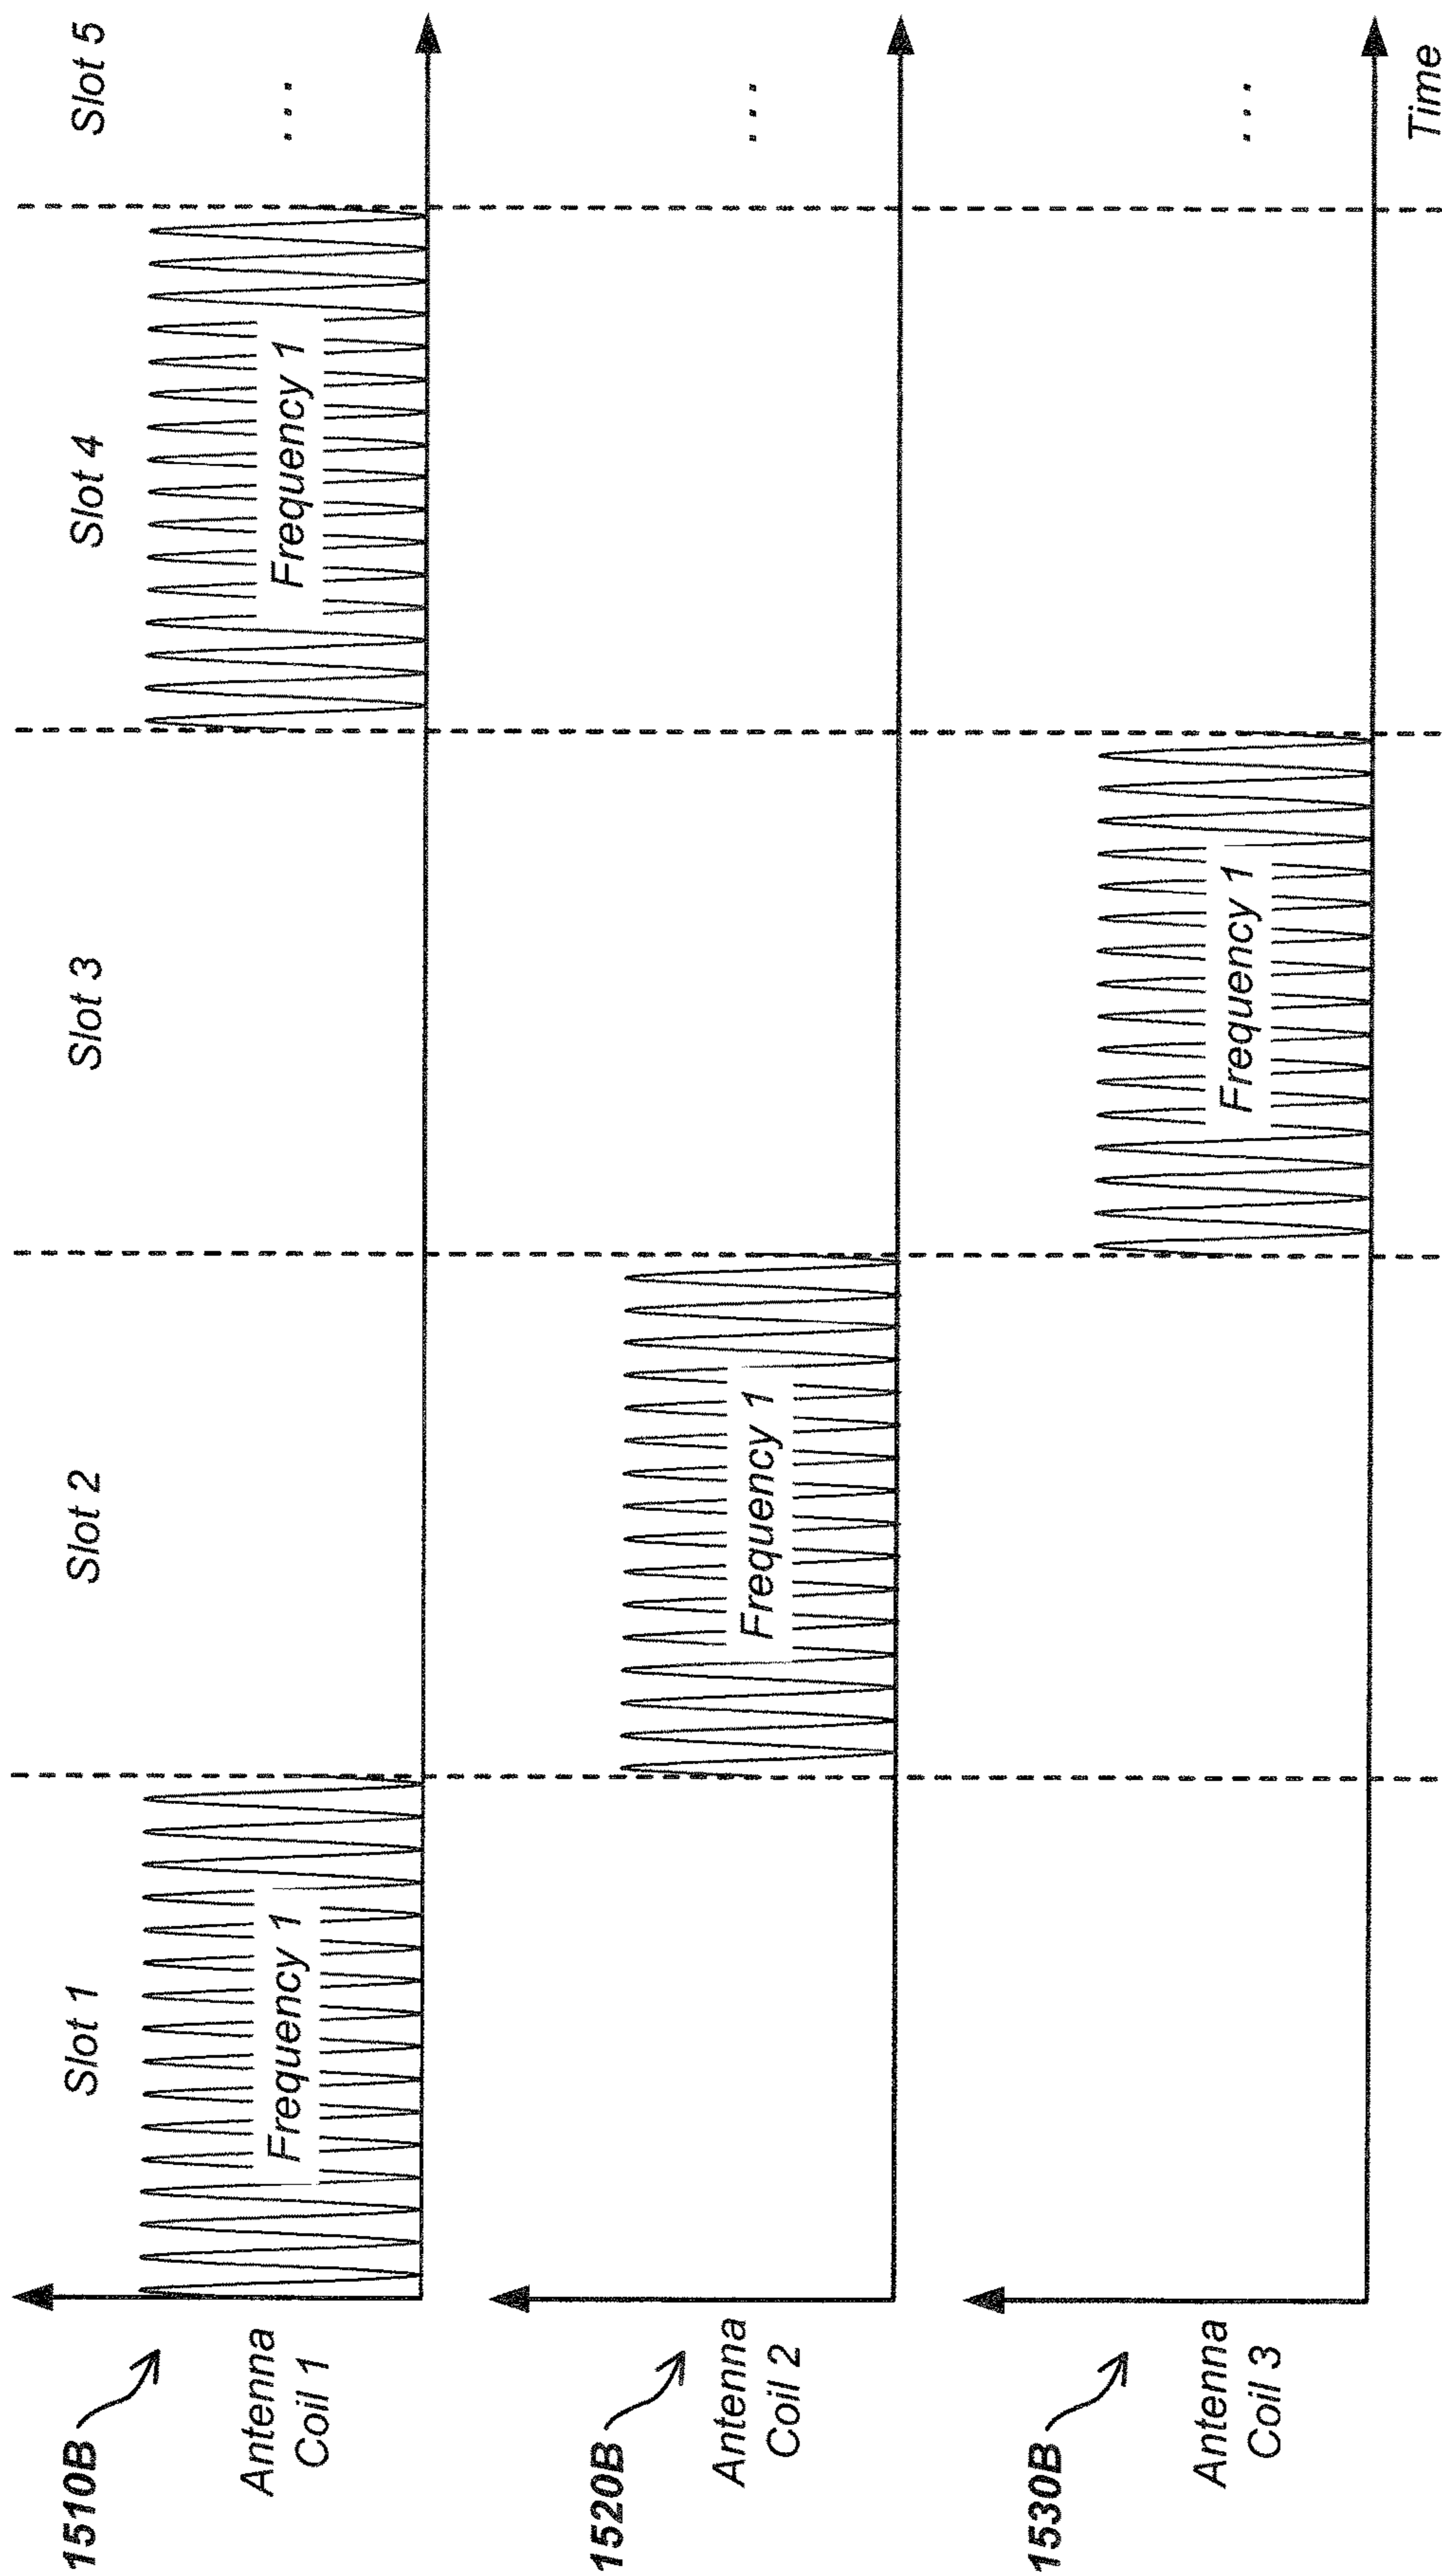 Slot 1
Slot 2
Slot 3
Slot 4
Slot 5
1510B
Antenna
Coil 1
Frequency 1
Frequency 1
. . .
1520B
Antenna
Coil 2
Frequency 1
. . .
1530B
Antenna
Coil 3
Frequency 1
. . .
Time